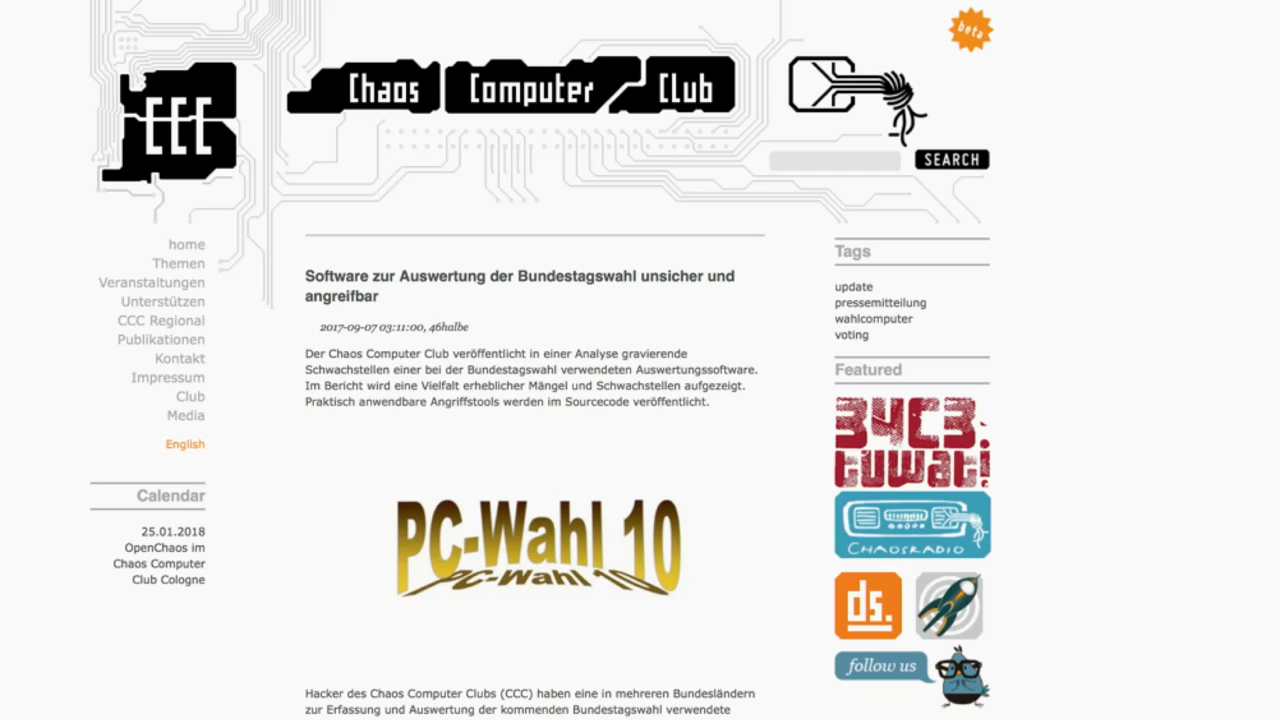 beta
CCC
Chaos Computer Club
SEARCH
home
Themen
Veranstaltungen
Unterstützen
CCC Regional
Publikationen
Kontakt
Impressum
Club
Media
English
Calendar
25.01.2018
OpenChaos im
Chaos Computer
Club Cologne
Software zur Auswertung der Bundestagswahl unsicher und
angreifbar
2017-09-07 03:11:00, 46halbe
Der Chaos Computer Club veröffentlicht in einer Analyse gravierende
Schwachstellen einer bei der Bundestagswahl verwendeten Auswertungssoftware.
Im Bericht wird eine Vielfalt erheblicher Mängel und Schwachstellen aufgezeigt.
Praktisch anwendbare Angriffstools werden im Sourcecode veröffentlicht.
PC-Wahl 10
PC-Wahl 10
Hacker des Chaos Computer Clubs (CCC) haben eine in mehreren Bundesländern
zur Erfassung und Auswertung der kommenden Bundestagswahl verwendete
Tags
update
pressemitteilung
wahlcomputer
voting
Featured
34C3.
tuwat!
CHAOSRADIO
ds.
follow us